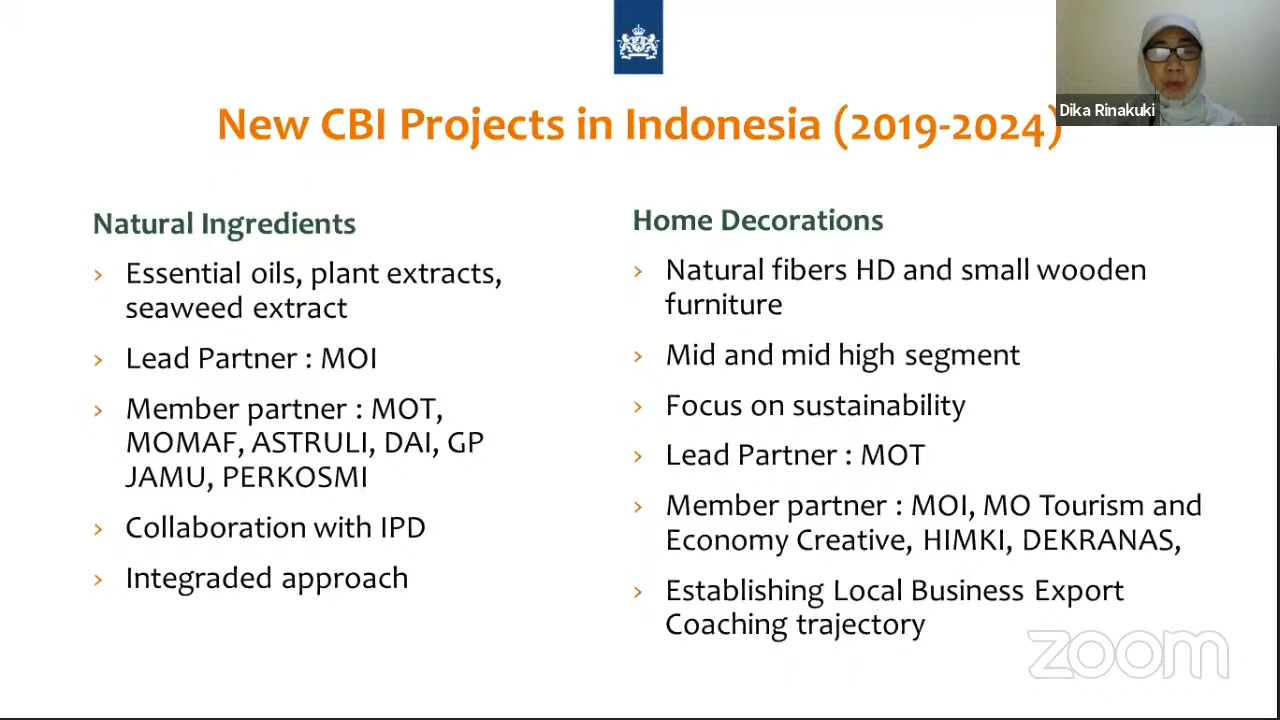 New CBI Projects in Indonesia (2019-2024)
Dika Rinakuki
Natural Ingredients
› Essential oils, plant extracts,
seaweed extract
› Lead Partner : MOI
› Member partner : MOT,
MOMAF, ASTRULI, DAI, GP
JAMU, PERKOSMI
› Collaboration with IPD
› Integraded approach
Home Decorations
› Natural fibers HD and small wooden
furniture
› Mid and mid high segment
› Focus on sustainability
› Lead Partner : MOT
› Member partner : MOI, MO Tourism and
Economy Creative, HIMKI, DEKRANAS,
› Establishing Local Business Export
Coaching trajectory
zoom